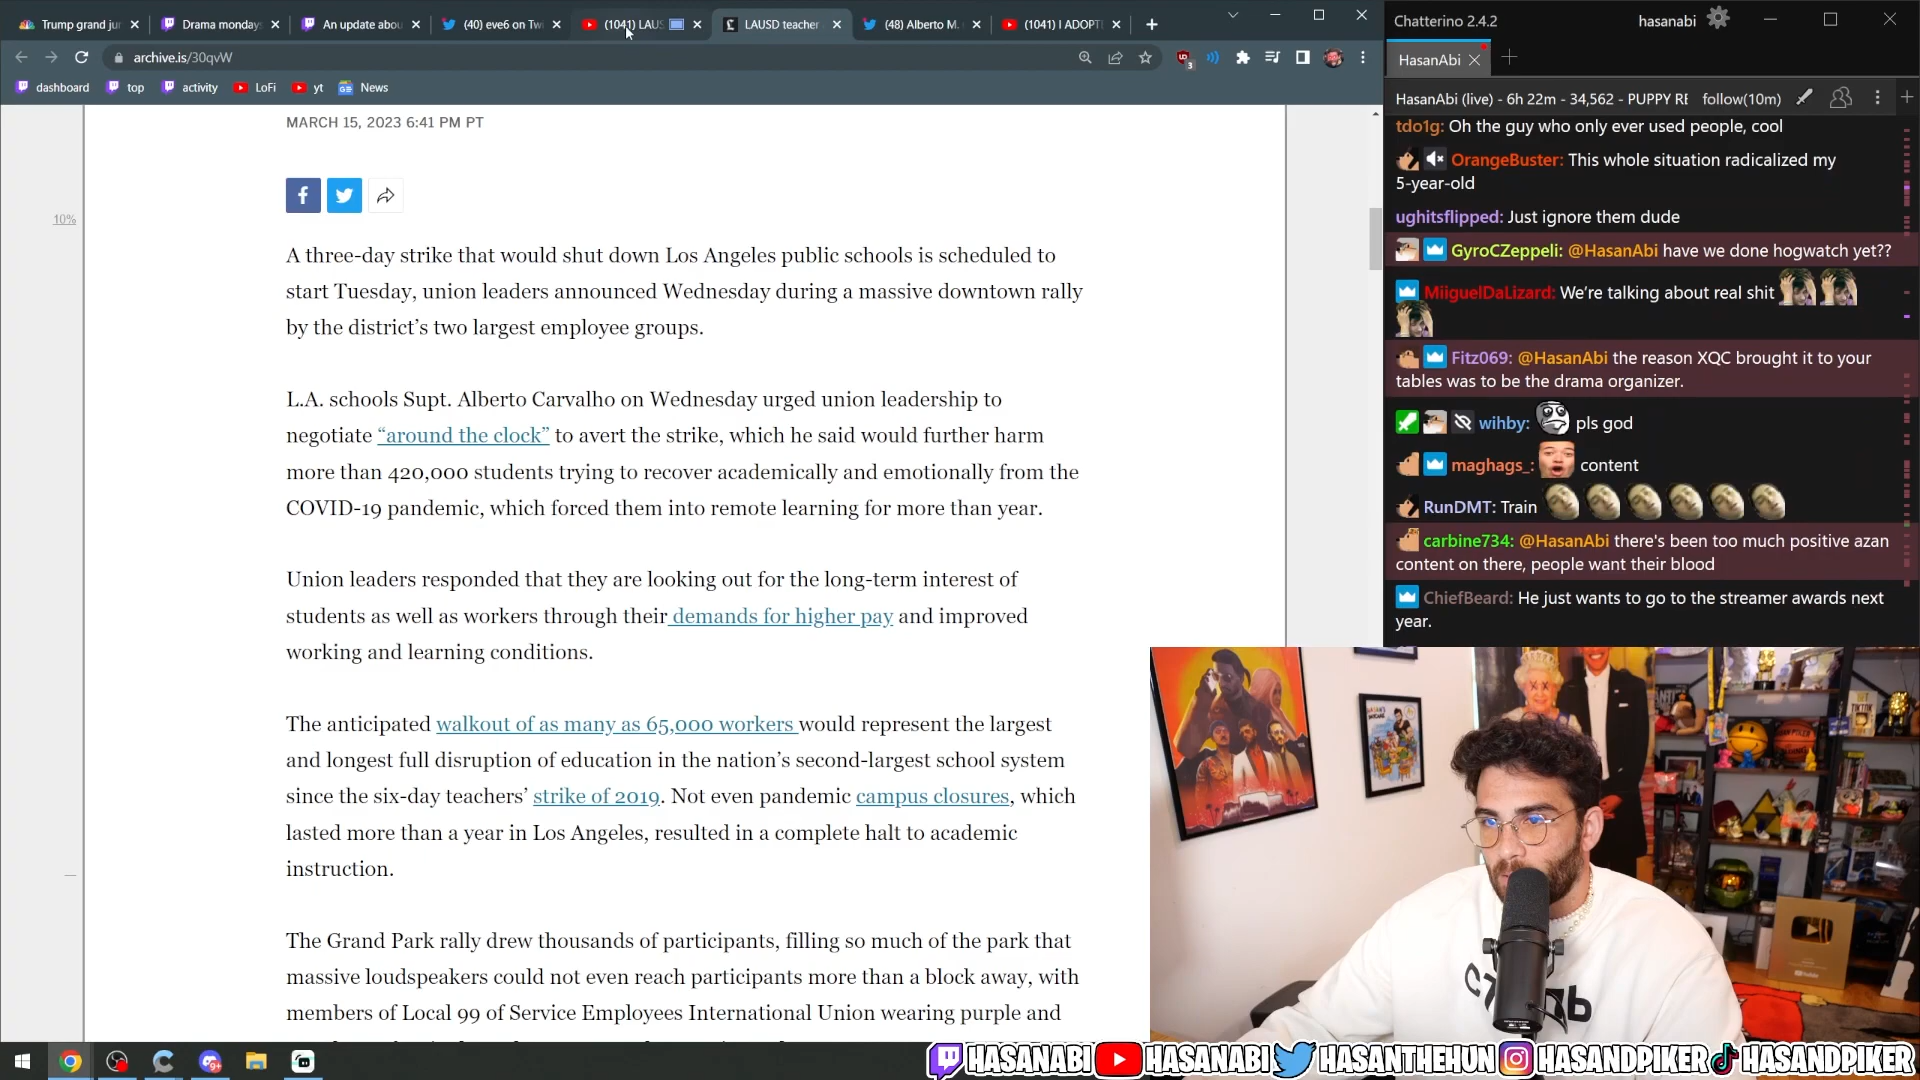 Trump grand ju
Drama monday
An update abou
(40) eve6 on Tw
(1041) LAUS
LAUSD teacher
(48) Alberto M.
(1041) I ADOPT
archive.is/30qvW
3
dashboard
top
activity
LoFi
yt
News
MARCH 15, 2023 6:41 PM PT
10%
A three-day strike that would shut down Los Angeles public schools is scheduled to
start Tuesday, union leaders announced Wednesday during a massive downtown rally
by the district’s two largest employee groups.
L.A. schools Supt. Alberto Carvalho on Wednesday urged union leadership to
negotiate “around the clock” to avert the strike, which he said would further harm
more than 420,000 students trying to recover academically and emotionally from the
COVID-19 pandemic, which forced them into remote learning for more than year.
Union leaders responded that they are looking out for the long-term interest of
students as well as workers through their demands for higher pay and improved
working and learning conditions.
The anticipated walkout of as many as 65,000 workers would represent the largest
and longest full disruption of education in the nation’s second-largest school system
since the six-day teachers’ strike of 2019. Not even pandemic campus closures, which
lasted more than a year in Los Angeles, resulted in a complete halt to academic
instruction.
The Grand Park rally drew thousands of participants, filling so much of the park that
massive loudspeakers could not even reach participants more than a block away, with
members of Local 99 of Service Employees International Union wearing purple and
Chatterino 2.4.2
hasanabi
HasanAbi
HasanAbi (live) - 6h 22m - 34,562 - PUPPY RE
follow(10m)
tdo1g: Oh the guy who only ever used people, cool
OrangeBuster: This whole situation radicalized my
5-year-old
ughitsflipped: Just ignore them dude
GyroCZeppeli: @HasanAbi have we done hogwatch yet??
MiiguelDaLizard: We’re talking about real shit
Fitz069: @HasanAbi the reason XQC brought it to your
tables was to be the drama organizer.
wihby: pls god
maghags_: content
RunDMT: Train
carbine734: @HasanAbi there's been too much positive azan
content on there, people want their blood
ChiefBeard: He just wants to go to the streamer awards next
year.
HASANABI
HASANABI
HASANTHEHUN
HASANDPIKER
HASANDPIKER